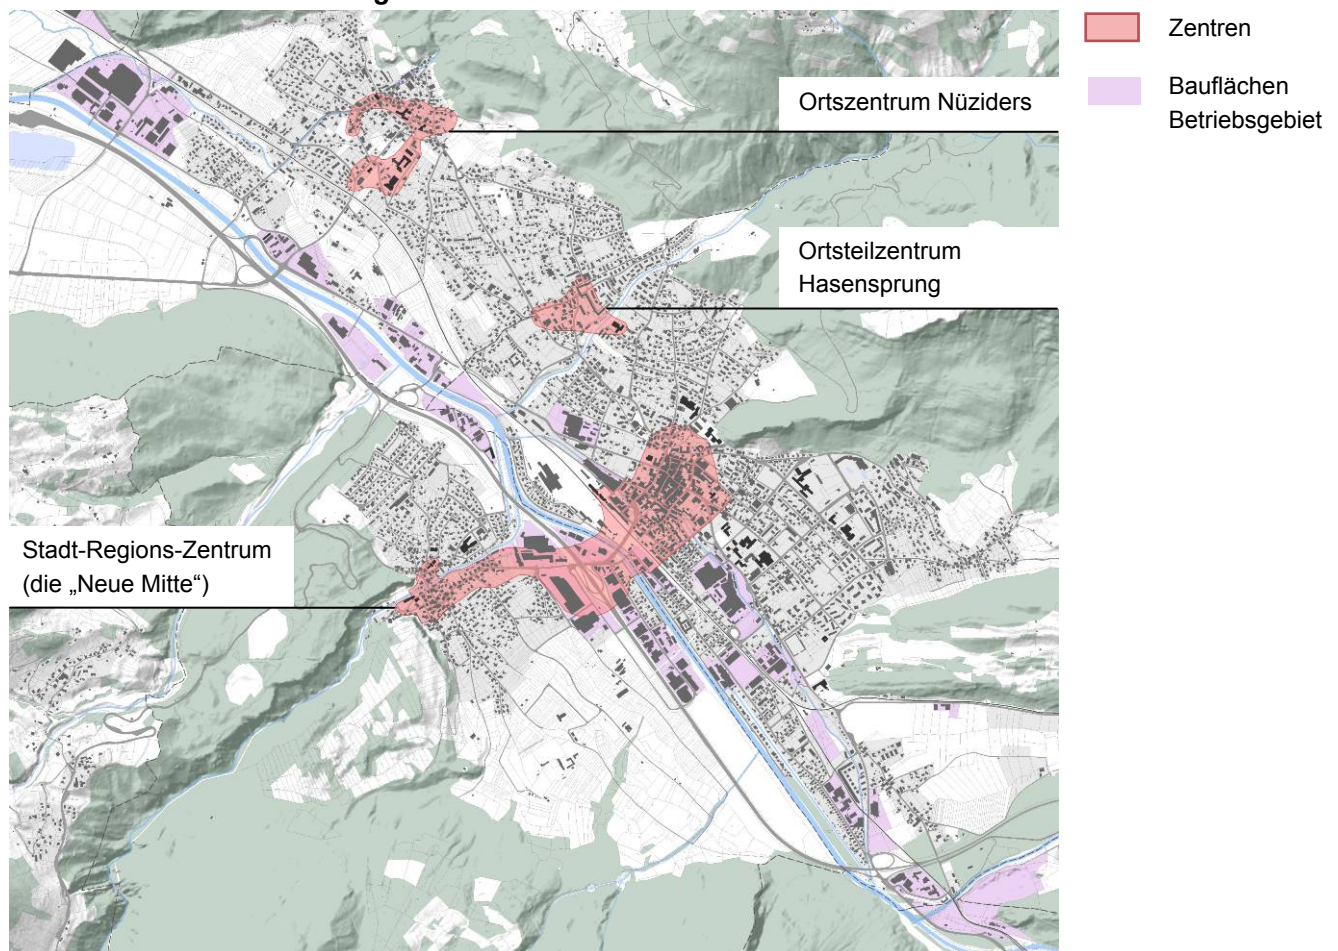 Zentren
Bauflächen
Betriebsgebiet
Ortszentrum Nüziders
Ortsteilzentrum
Hasensprung
Stadt-Regions-Zentrum
(die „Neue Mitte“)